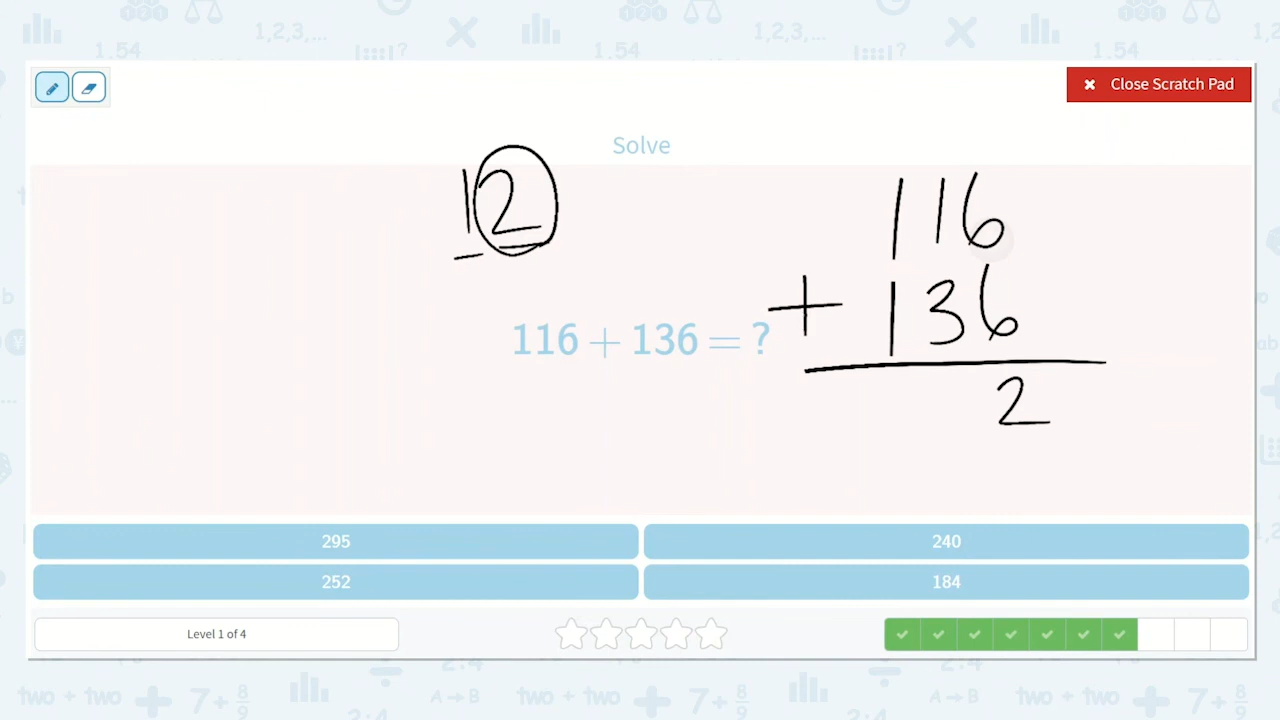 Close Scratch Pad
Solve
12
116
+ 136
2
116 + 136 = ?
295
240
252
184
Level 1 of 4